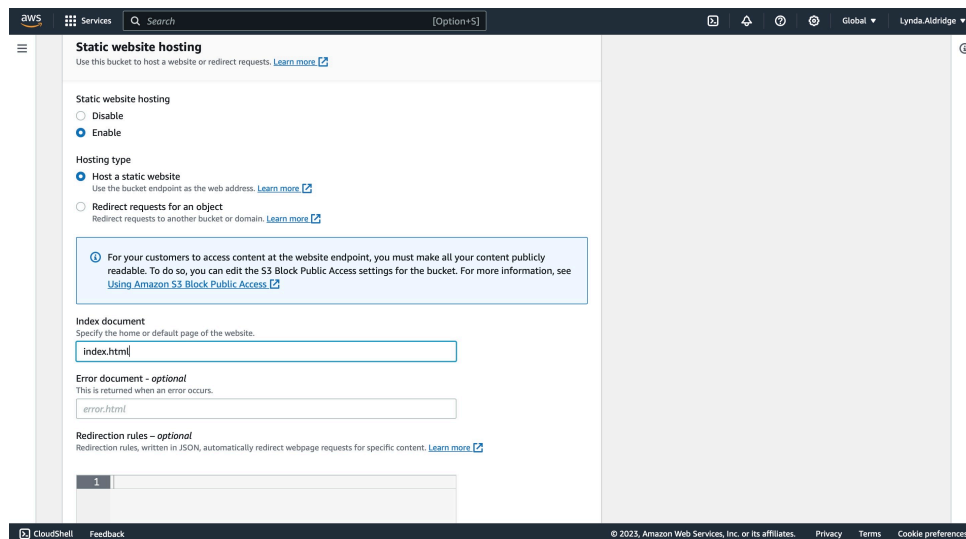 aws
Services
Search [Option+S]
Global
Lynda.Aldridge
Static website hosting
Use this bucket to host a website or redirect requests. Learn more
Static website hosting
Disable
Enable
Hosting type
Host a static website
Use the bucket endpoint as the web address. Learn more
Redirect requests for an object
Redirect requests to another bucket or domain. Learn more
For your customers to access content at the website endpoint, you must make all your content publicly
readable. To do so, you can edit the S3 Block Public Access settings for the bucket. For more information, see
Using Amazon S3 Block Public Access
Index document
Specify the home or default page of the website.
index.html
Error document - optional
This is returned when an error occurs.
error.html
Redirection rules – optional
Redirection rules, written in JSON, automatically redirect webpage requests for specific content. Learn more
1
CloudShell Feedback © 2023, Amazon Web Services, Inc. or its affiliates. Privacy Terms Cookie preferences